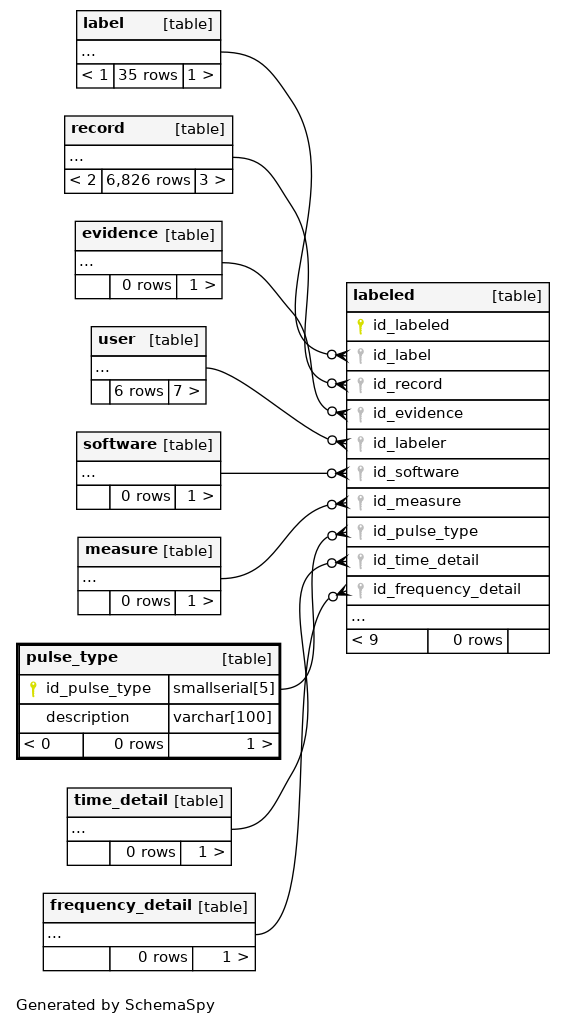 label [table]
...
< 1 35 rows 1 >
record [table]
...
< 2 6,826 rows 3 >
evidence [table]
...
0 rows 1 >
user [table]
...
6 rows 7 >
software [table]
...
0 rows 1 >
measure [table]
...
0 rows 1 >
pulse_type [table]
id_pulse_type smallserial[5]
description varchar[100]
< 0 0 rows 1 >
time_detail [table]
...
0 rows 1 >
frequency_detail [table]
...
0 rows 1 >
labeled [table]
id_labeled
id_label
id_record
id_evidence
id_labeler
id_software
id_measure
id_pulse_type
id_time_detail
id_frequency_detail
...
< 9 0 rows
Generated by SchemaSpy